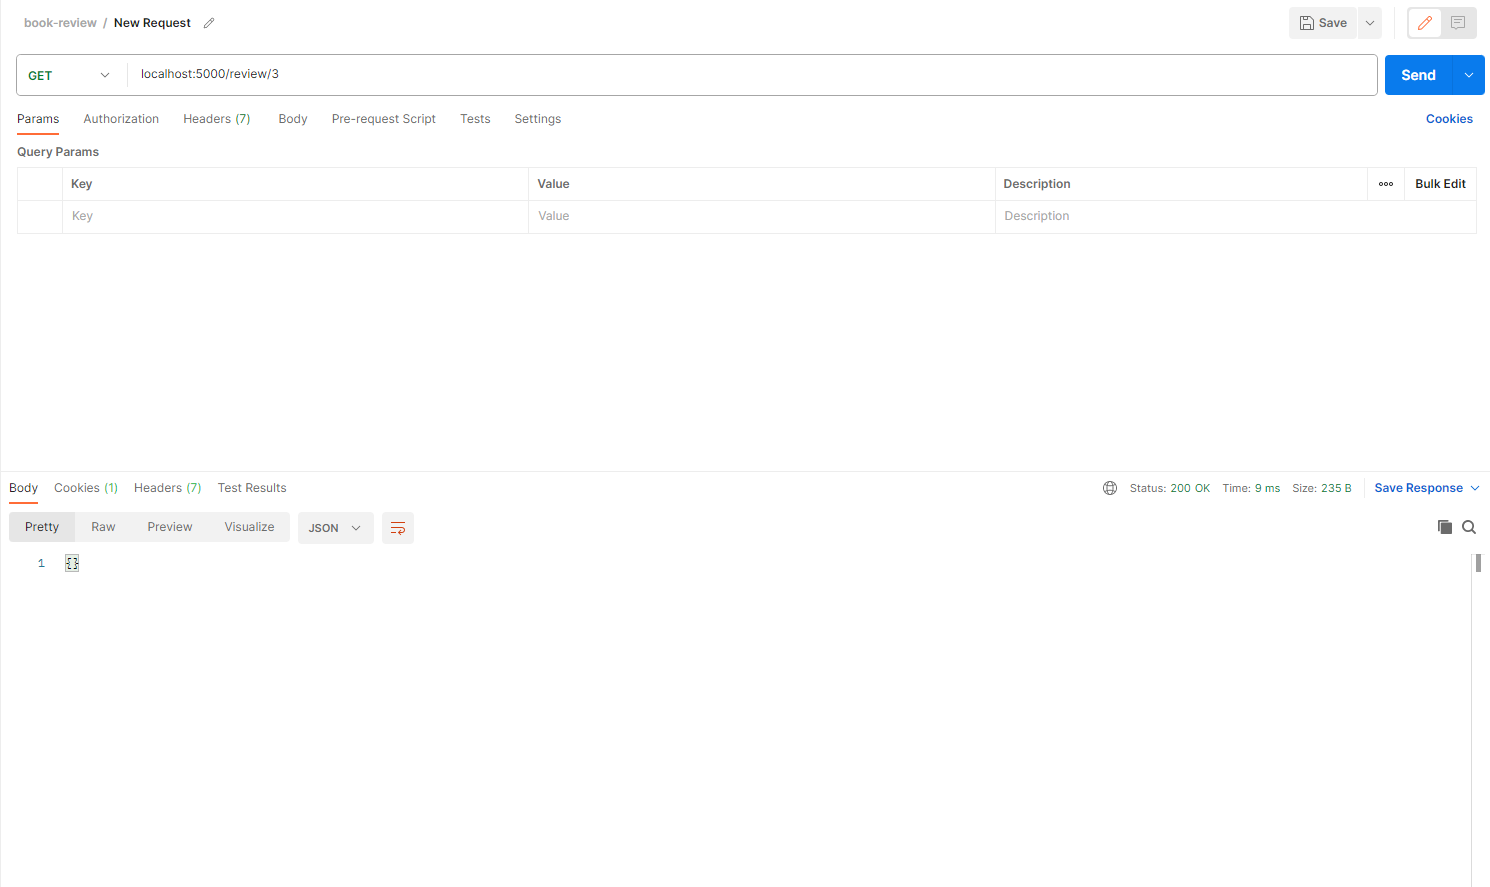 book-review / New Request
Save
GET localhost:5000/review/3 Send
Params Authorization Headers (7) Body Pre-request Script Tests Settings Cookies
Query Params
Key Value Description Bulk Edit
Key Value Description
Body Cookies (1) Headers (7) Test Results Status: 200 OK Time: 9 ms Size: 235 B Save Response
Pretty Raw Preview Visualize JSON
1 {}